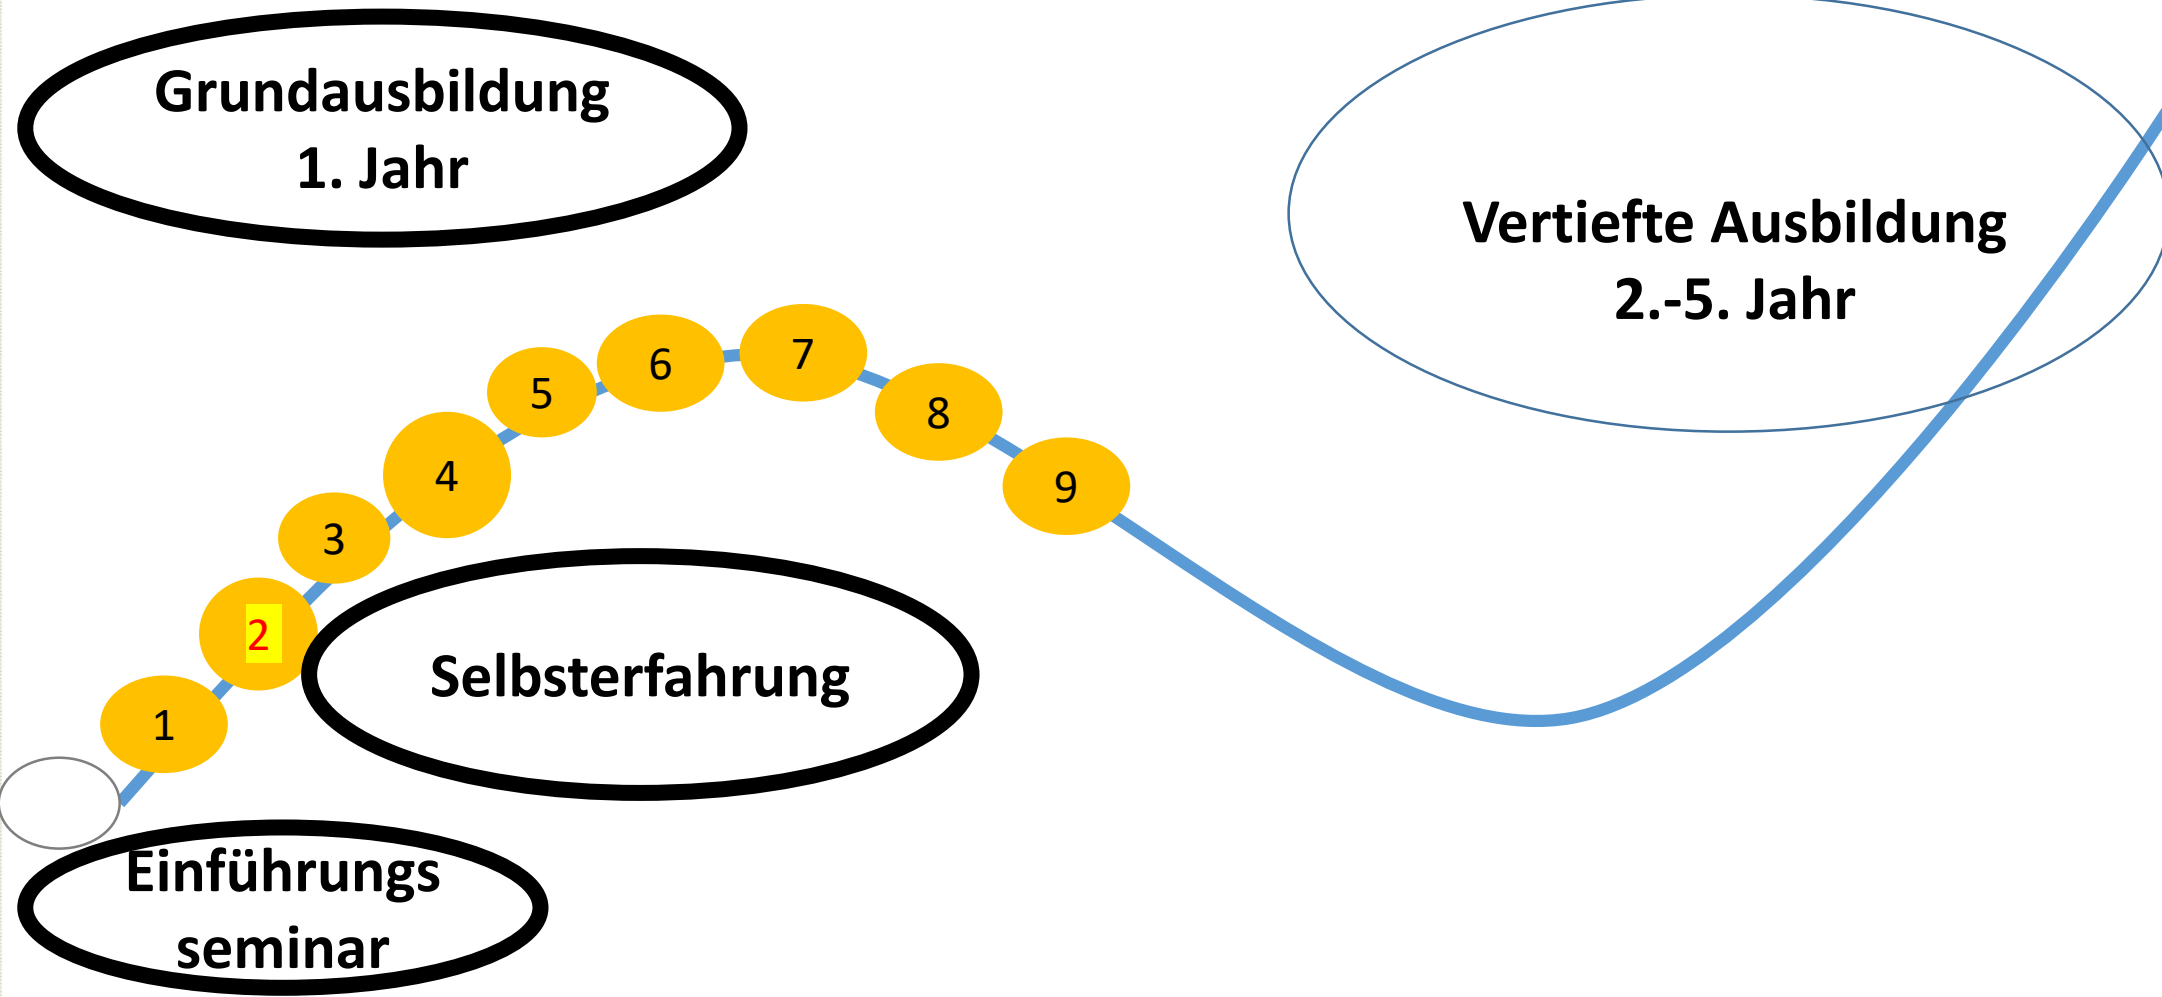 Grundausbildung
1. Jahr
Vertiefte Ausbildung
2.-5. Jahr
1
2
3
4
5
6
7
8
9
Selbsterfahrung
Einführungs
seminar